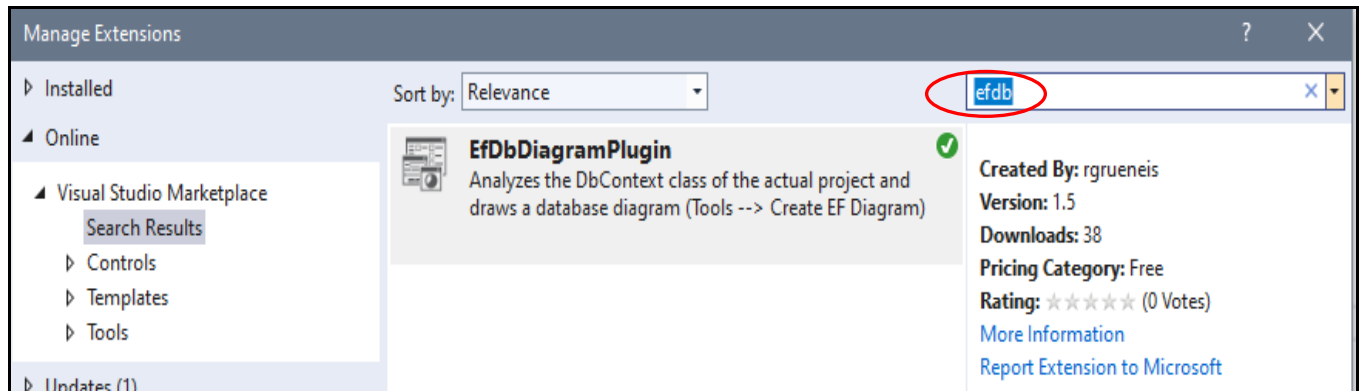 Manage Extensions
?
Installed
Online
Visual Studio Marketplace
Search Results
Controls
Templates
Tools
Updates (1)
Sort by: Relevance
efdb
EfDbDiagramPlugin
Analyzes the DbContext class of the actual project and
draws a database diagram (Tools --> Create EF Diagram)
Created By: rgrueneis
Version: 1.5
Downloads: 38
Pricing Category: Free
Rating: (0 Votes)
More Information
Report Extension to Microsoft